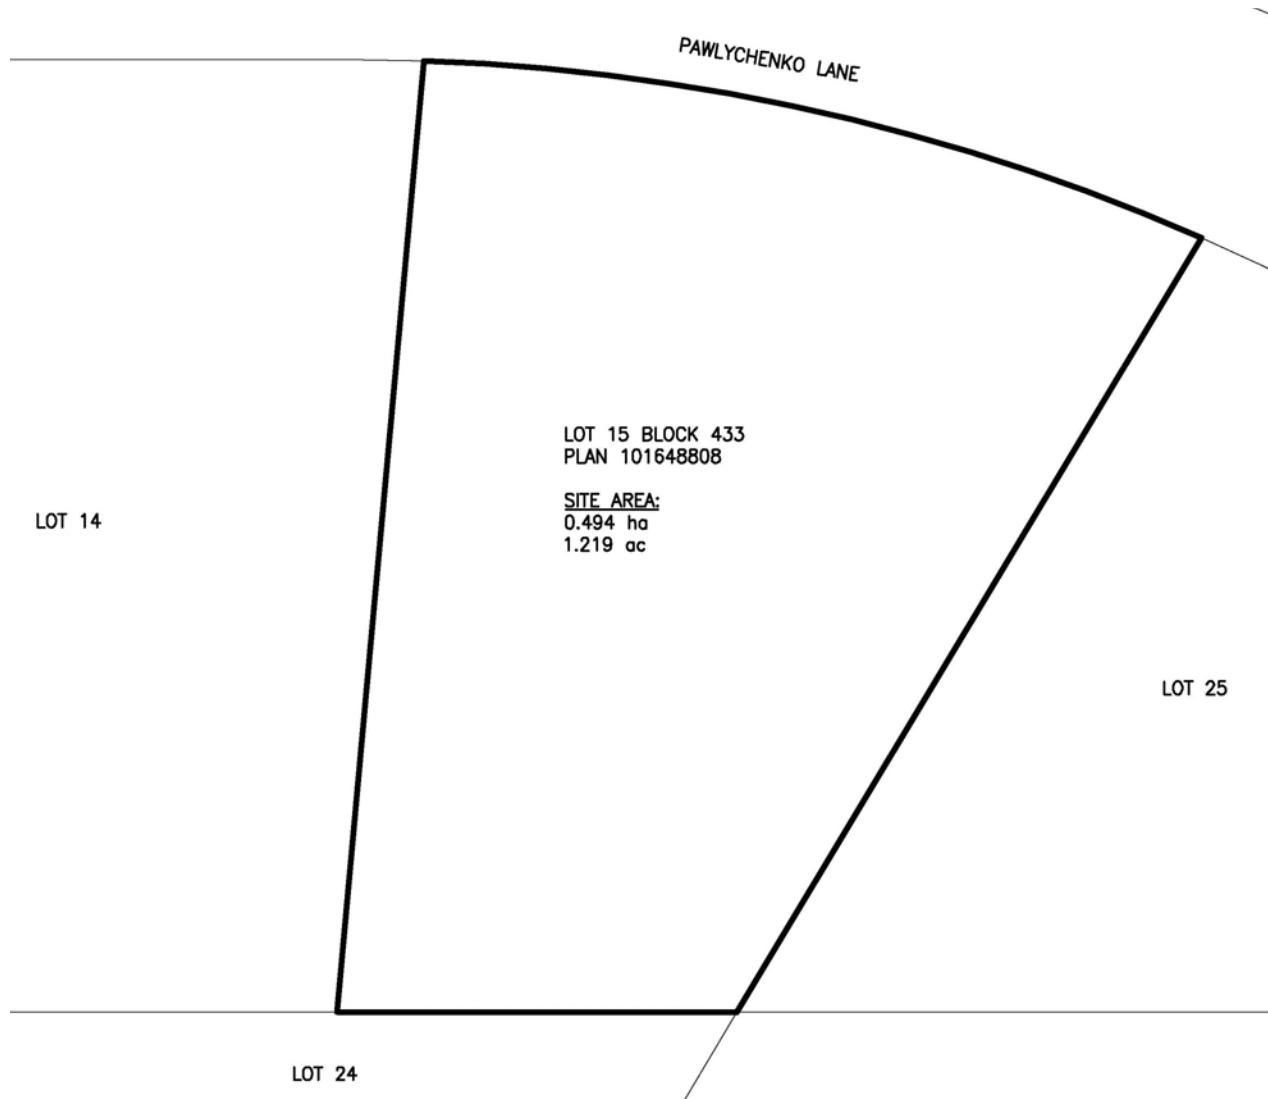 PAWLYCHENKO LANE
LOT 15 BLOCK 433
PLAN 101648808
SITE AREA:
0.494 ha
1.219 ac
LOT 14
LOT 25
LOT 24